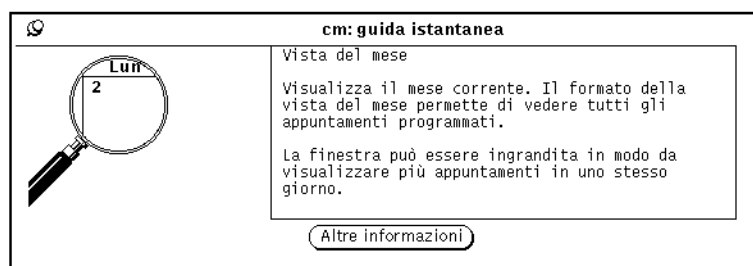 cm: guida istantanea
Lun
2
Vista del mese
Visualizza il mese corrente. Il formato della
vista del mese permette di vedere tutti gli
appuntamenti programmati.
La finestra può essere ingrandita in modo da
visualizzare più appuntamenti in uno stesso
giorno.
Altre informazioni